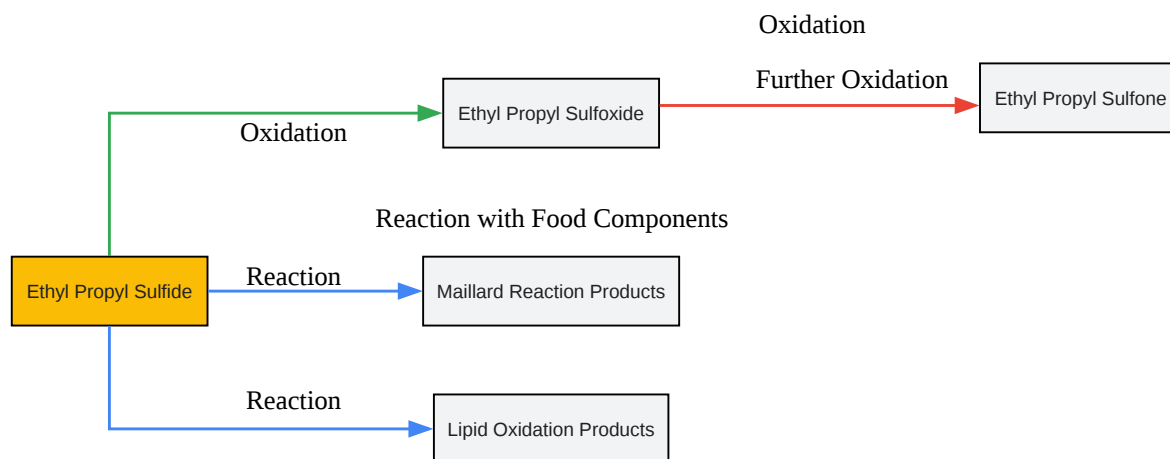 Oxidation
Further Oxidation
Ethyl Propyl Sulfone
Ethyl Propyl Sulfoxide
Oxidation
Reaction with Food Components
Ethyl Propyl Sulfide
Reaction
Maillard Reaction Products
Reaction
Lipid Oxidation Products